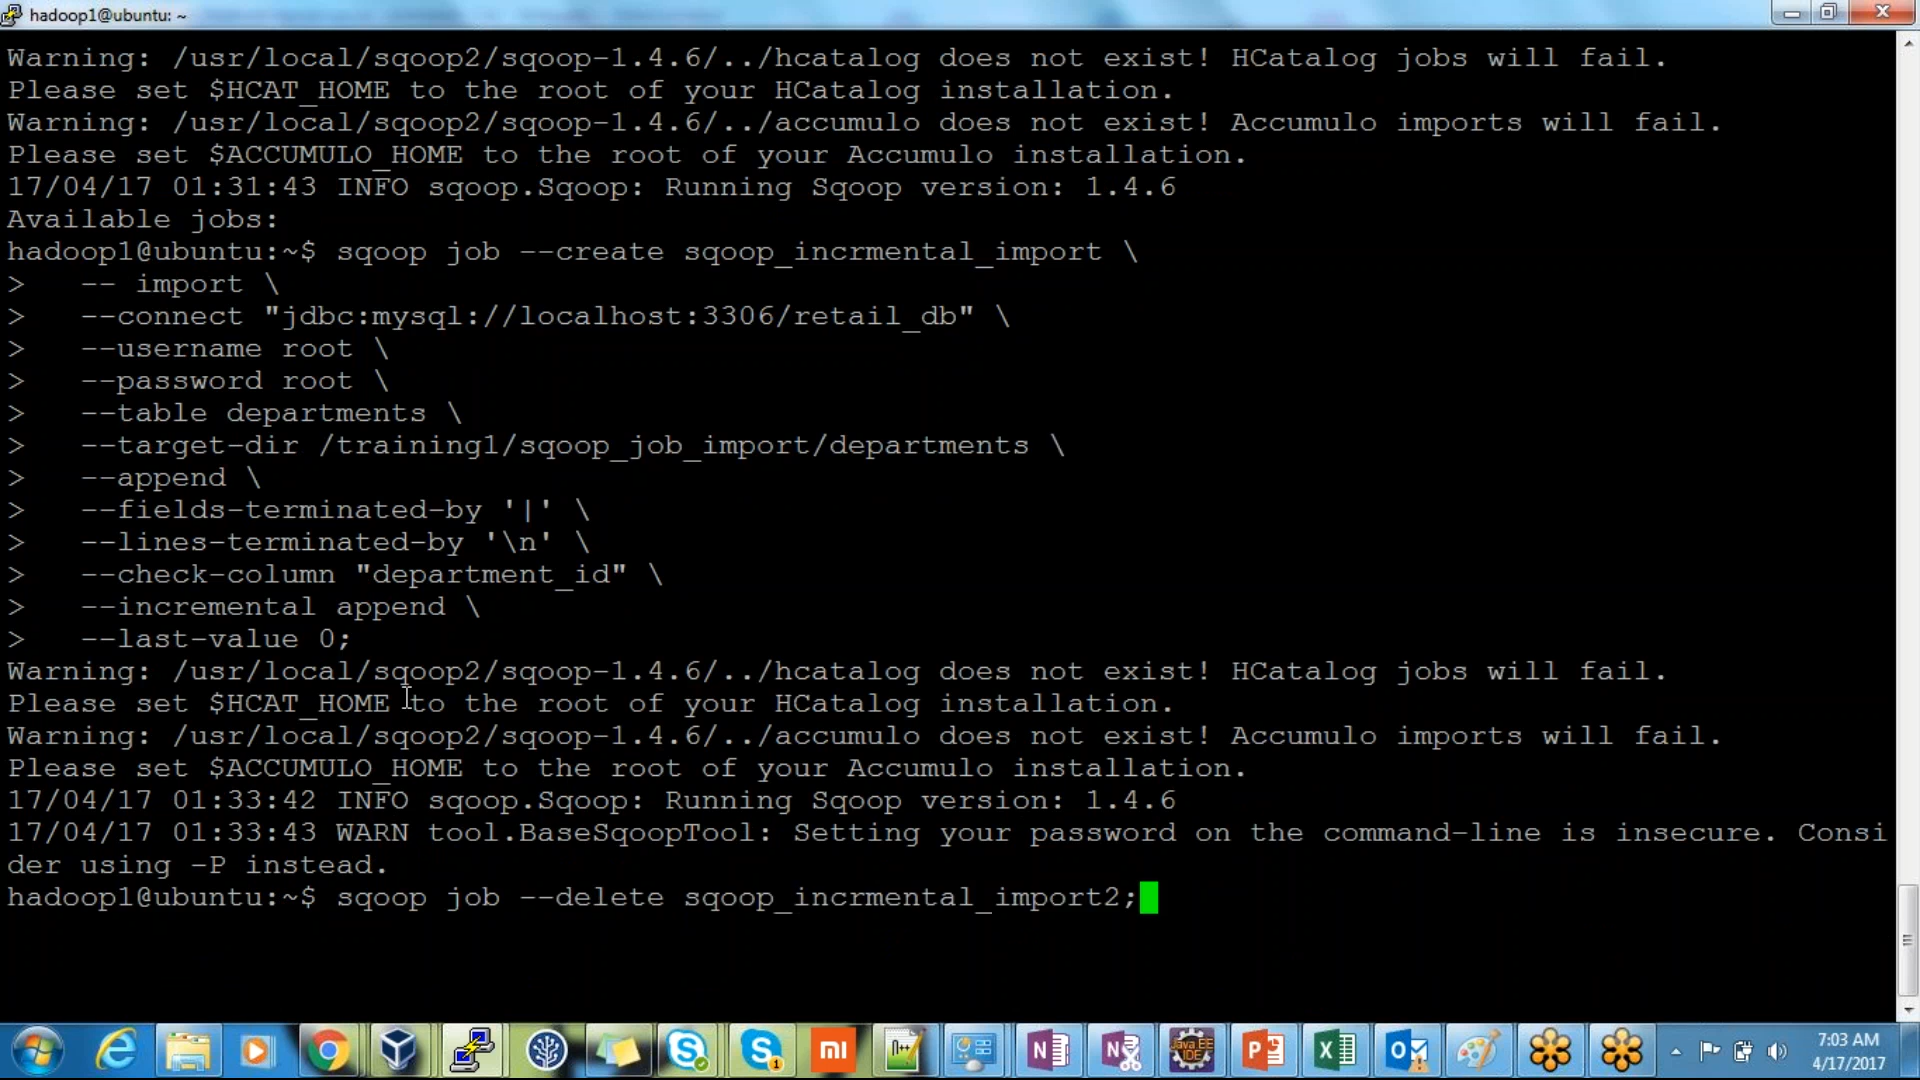 hadoop1@ubuntu: ~
Warning: /usr/local/sqoop2/sqoop-1.4.6/../hcatalog does not exist! HCatalog jobs will fail.
Please set $HCAT_HOME to the root of your HCatalog installation.
Warning: /usr/local/sqoop2/sqoop-1.4.6/../accumulo does not exist! Accumulo imports will fail.
Please set $ACCUMULO_HOME to the root of your Accumulo installation.
17/04/17 01:31:43 INFO sqoop.Sqoop: Running Sqoop version: 1.4.6
Available jobs:
hadoop1@ubuntu:~$ sqoop job --create sqoop_incrmental_import \
>   -- import \
>   --connect "jdbc:mysql://localhost:3306/retail_db" \
>   --username root \
>   --password root \
>   --table departments \
>   --target-dir /training1/sqoop_job_import/departments \
>   --append \
>   --fields-terminated-by '|' \
>   --lines-terminated-by '\n' \
>   --check-column "department_id" \
>   --incremental append \
>   --last-value 0;
Warning: /usr/local/sqoop2/sqoop-1.4.6/../hcatalog does not exist! HCatalog jobs will fail.
Please set $HCAT_HOME to the root of your HCatalog installation.
Warning: /usr/local/sqoop2/sqoop-1.4.6/../accumulo does not exist! Accumulo imports will fail.
Please set $ACCUMULO_HOME to the root of your Accumulo installation.
17/04/17 01:33:42 INFO sqoop.Sqoop: Running Sqoop version: 1.4.6
17/04/17 01:33:43 WARN tool.BaseSqoopTool: Setting your password on the command-line is insecure. Consi
der using -P instead.
hadoop1@ubuntu:~$ sqoop job --delete sqoop_incrmental_import2;
7:03 AM
4/17/2017